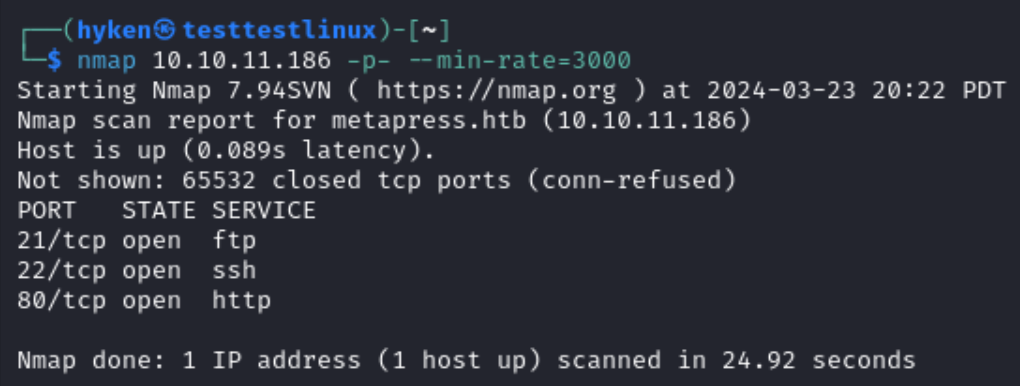 ┌──(hyken㉿testtestlinux)-[~]
└─$ nmap 10.10.11.186 -p- --min-rate=3000
Starting Nmap 7.94SVN ( https://nmap.org ) at 2024-03-23 20:22 PDT
Nmap scan report for metapress.htb (10.10.11.186)
Host is up (0.089s latency).
Not shown: 65532 closed tcp ports (conn-refused)
PORT   STATE SERVICE
21/tcp open  ftp
22/tcp open  ssh
80/tcp open  http
Nmap done: 1 IP address (1 host up) scanned in 24.92 seconds